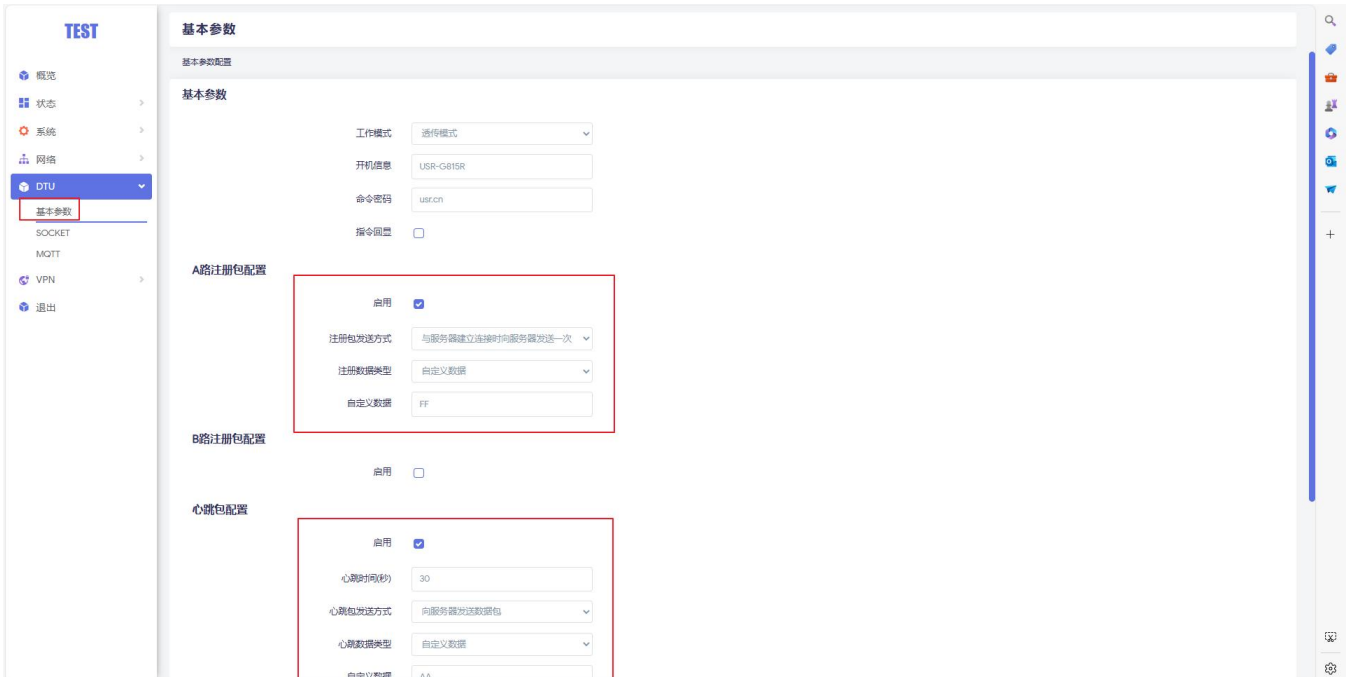 TEST
概览
状态
系统
网络
DTU
基本参数
SOCKET
MQTT
VPN
退出
基本参数
基本参数配置
基本参数
工作模式 透传模式
开机信息 USR-G815R
命令密码 usr.cn
指令回显
A路注册包配置
启用
注册包发送方式 与服务器建立连接时向服务器发送一次
注册数据类型 自定义数据
自定义数据 FF
B路注册包配置
启用
心跳包配置
启用
心跳时间(秒) 30
心跳包发送方式 向服务器发送数据包
心跳数据类型 自定义数据
自定义数据 AA